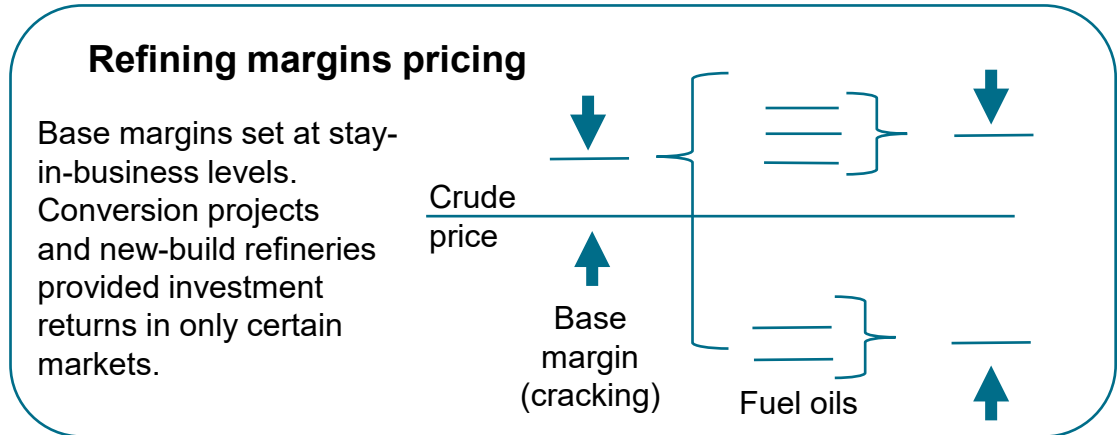 Refining margins pricing
Base margins set at stay-
in-business levels.
Conversion projects
and new-build refineries
provided investment
returns in only certain
markets.
Crude
price
Base
margin
(cracking)
Fuel oils